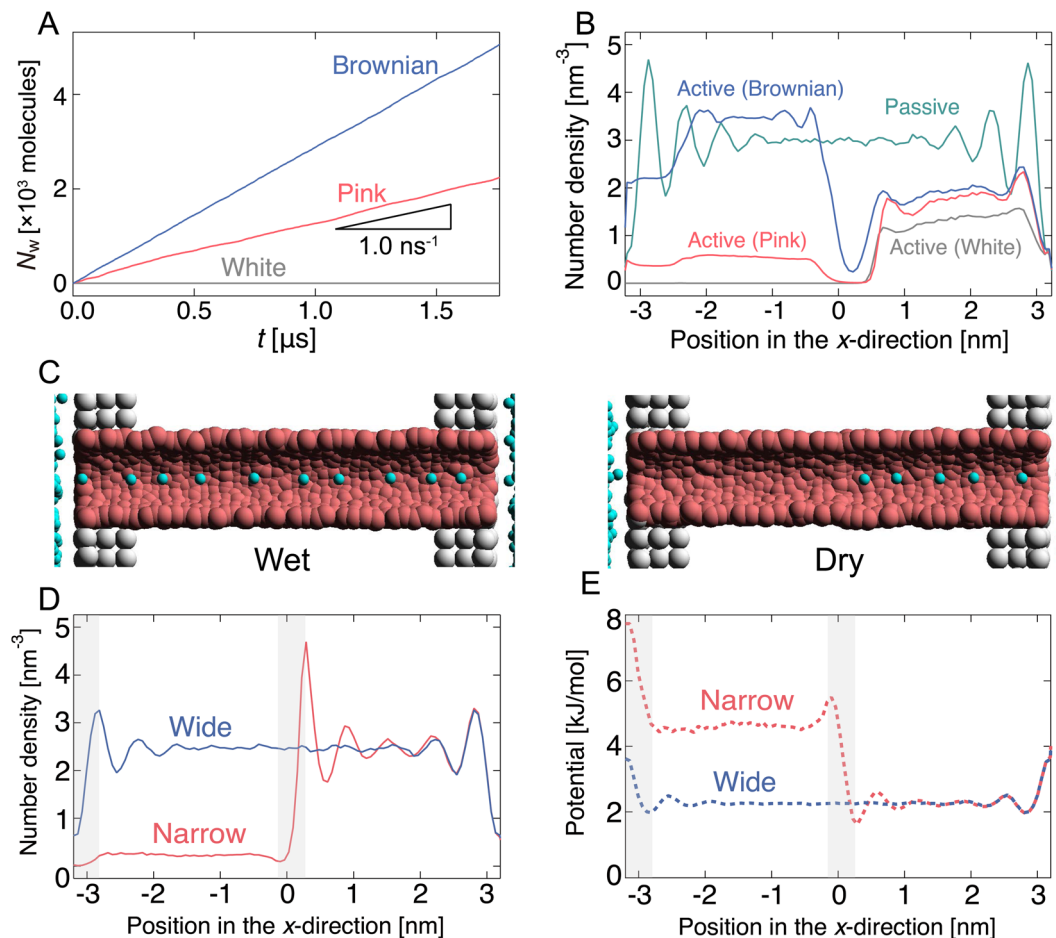 A
Brownian
Pink
1.0 ns⁻¹
White
N_w [×10³ molecules]
0
2
4
0.0
0.5
1.0
1.5
t [μs]
B
Active (Brownian)
Passive
Active (Pink)
Active (White)
Number density [nm⁻³]
5
4
3
2
1
0
-3
-2
-1
0
1
2
3
Position in the x-direction [nm]
C
Wet
Dry
D
Wide
Narrow
Number density [nm⁻³]
5
4
3
2
1
0
-3
-2
-1
0
1
2
3
Position in the x-direction [nm]
E
Narrow
Wide
Potential [kJ/mol]
8
6
4
2
0
-3
-2
-1
0
1
2
3
Position in the x-direction [nm]